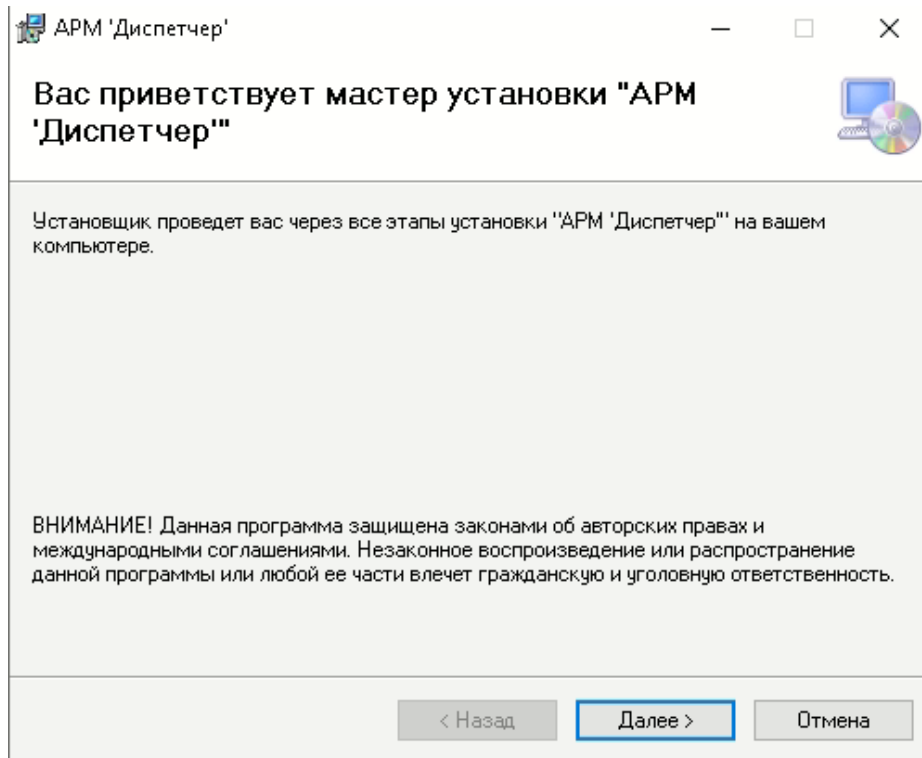 АРМ 'Диспетчер'
Вас приветствует мастер установки "АРМ
'Диспетчер'"
Установщик проведет вас через все этапы установки "АРМ 'Диспетчер'" на вашем
компьютере.
ВНИМАНИЕ! Данная программа защищена законами об авторских правах и
международными соглашениями. Незаконное воспроизведение или распространение
данной программы или любой ее части влечет гражданскую и уголовную ответственность.
< Назад
Далее >
Отмена